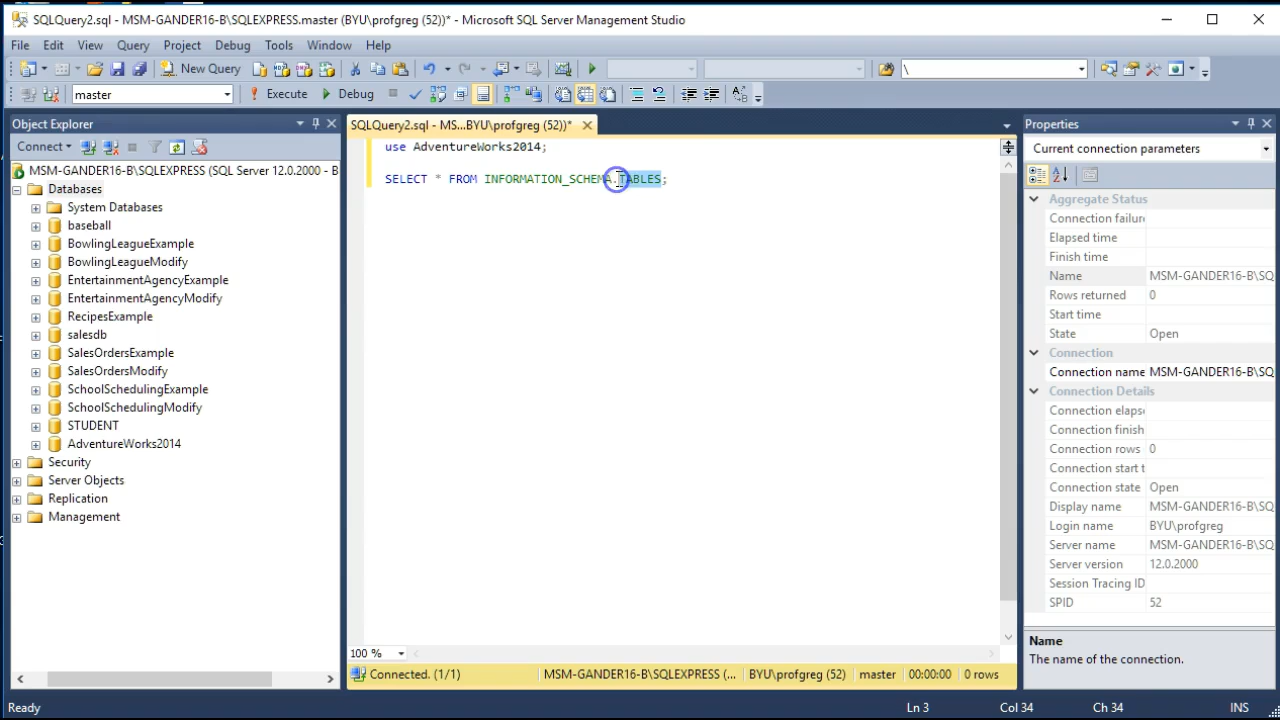 SQLQuery2.sql - MSM-GANDER16-B\SQLEXPRESS.master (BYU\profgreg (52))* - Microsoft SQL Server Management Studio
File Edit View Query Project Debug Tools Window Help
New Query \
master Execute Debug
Object Explorer
Connect
MSM-GANDER16-B\SQLEXPRESS (SQL Server 12.0.2000 - B
Databases
System Databases
baseball
BowlingLeagueExample
BowlingLeagueModify
EntertainmentAgencyExample
EntertainmentAgencyModify
RecipesExample
salesdb
SalesOrdersExample
SalesOrdersModify
SchoolSchedulingExample
SchoolSchedulingModify
STUDENT
AdventureWorks2014
Security
Server Objects
Replication
Management
SQLQuery2.sql - MS...BYU\profgreg (52))*
use AdventureWorks2014;
SELECT * FROM INFORMATION_SCHEMA.TABLES;
100 %
Connected. (1/1) MSM-GANDER16-B\SQLEXPRESS (... BYU\profgreg (52) master 00:00:00 0 rows
Properties
Current connection parameters
Aggregate Status
Connection failur
Elapsed time
Finish time
Name MSM-GANDER16-B\SQ
Rows returned 0
Start time
State Open
Connection
Connection name MSM-GANDER16-B\SQ
Connection Details
Connection elaps
Connection finish
Connection rows 0
Connection start t
Connection state Open
Display name MSM-GANDER16-B\SQ
Login name BYU\profgreg
Server name MSM-GANDER16-B\SQ
Server version 12.0.2000
Session Tracing ID
SPID 52
Name
The name of the connection.
Ready Ln 3 Col 34 Ch 34 INS